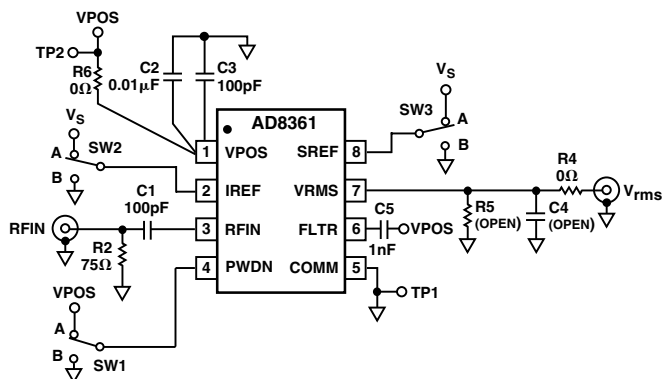 VPOS
TP2
R6
0Ω
C2
0.01μF
C3
100pF
VS
A
B
SW2
AD8361
1 VPOS
2 IREF
3 RFIN
4 PWDN
SREF 8
VRMS 7
FLTR 6
COMM 5
VS
SW3
A
B
R4
0Ω
Vrms
R5
(OPEN)
C4
(OPEN)
C5
1nF
VPOS
TP1
C1
100pF
RFIN
R2
75Ω
VPOS
A
B
SW1